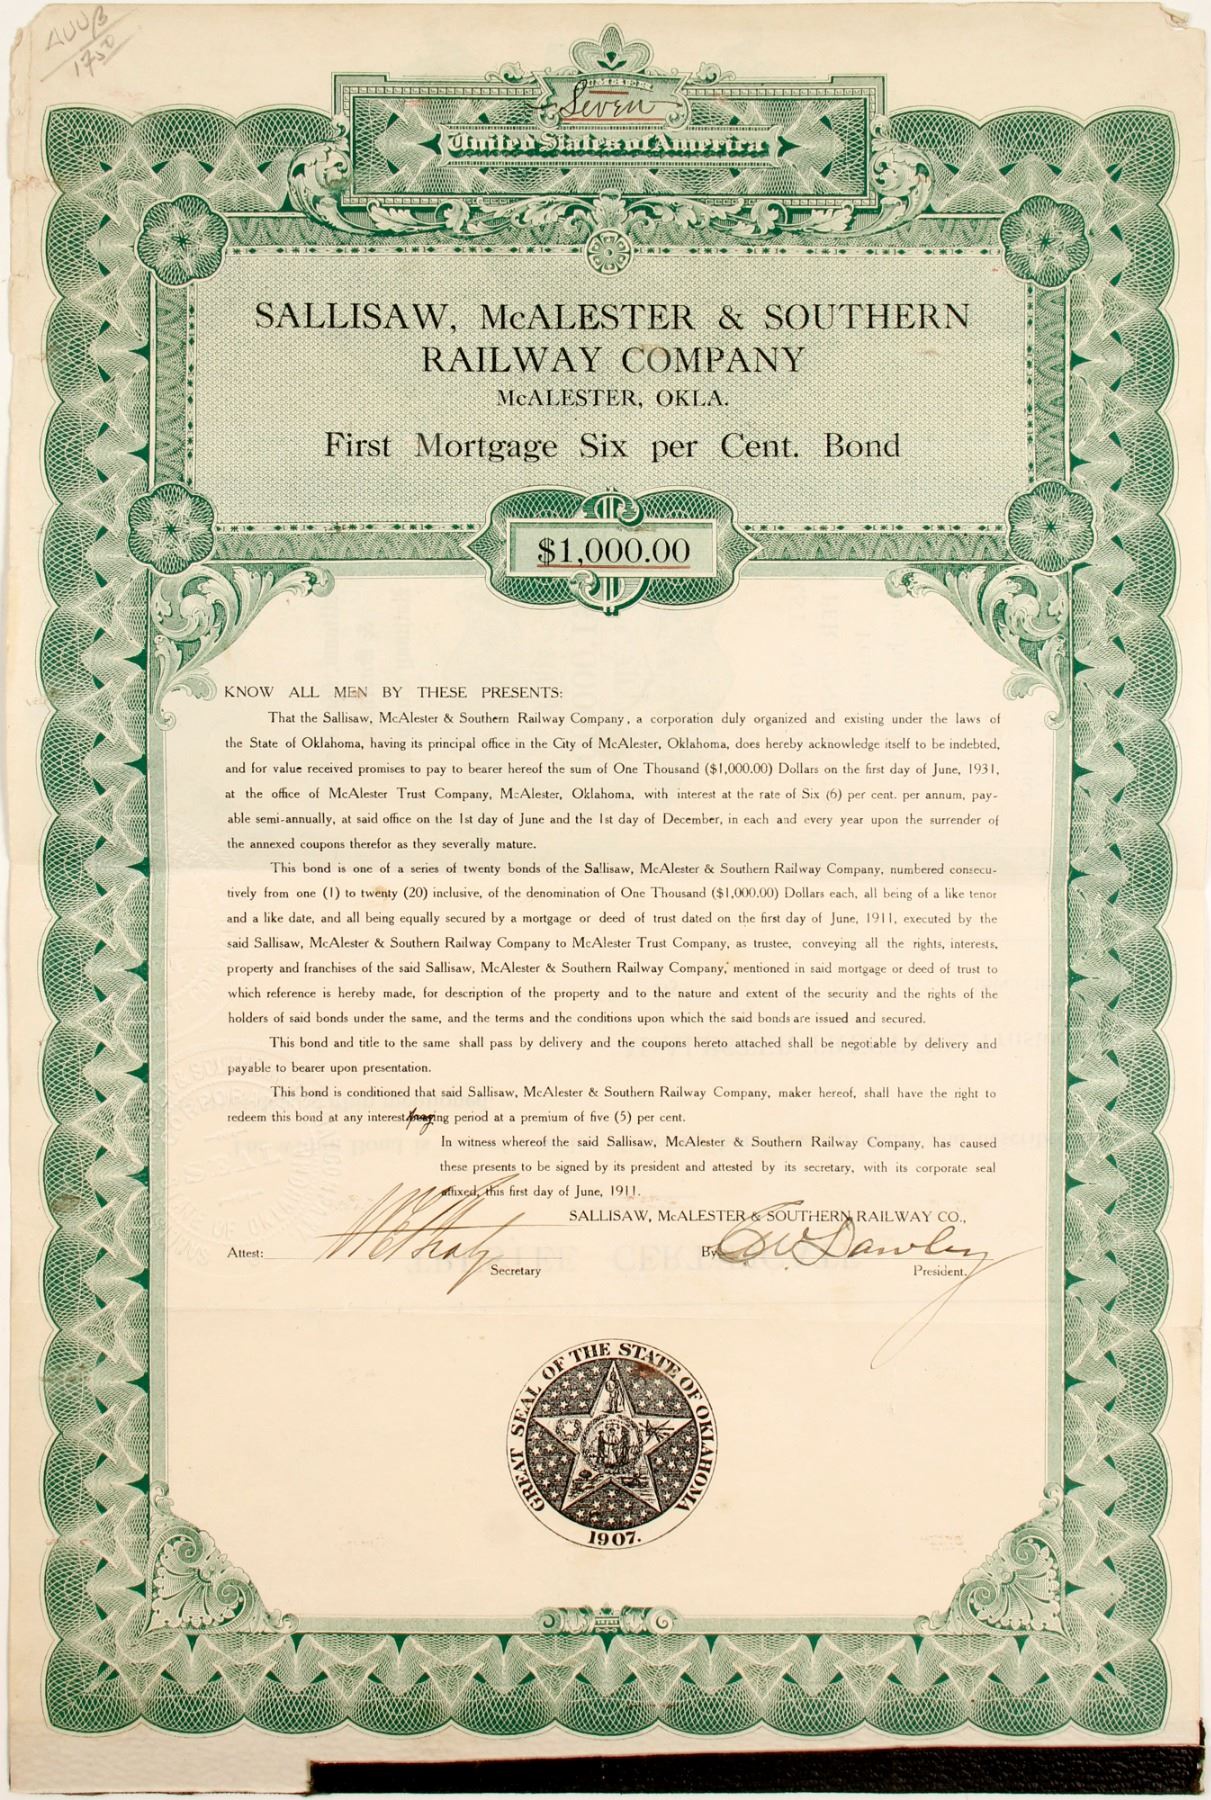 1750
Seven
United States of America
SALLISAW, McALESTER & SOUTHERN
RAILWAY COMPANY
McALESTER, OKLA.
First Mortgage Six per Cent. Bond
$1,000.00
KNOW ALL MEN BY THESE PRESENTS:
That the Sallisaw, McAlester & Southern Railway Company, a corporation duly organized and existing under the laws of
the State of Oklahoma, having its principal office in the City of McAlester, Oklahoma, does hereby acknowledge itself to be indebted,
and for value received promises to pay to bearer hereof the sum of One Thousand ($1,000.00) Dollars on the first day of June, 1931,
at the office of McAlester Trust Company, McAlester, Oklahoma, with interest at the rate of Six (6) per cent. per annum, pay-
able semi-annually, at said office on the 1st day of June and the 1st day of December, in each and every year upon the surrender of
the annexed coupons therefor as they severally mature.
This bond is one of a series of twenty bonds of the Sallisaw, McAlester & Southern Railway Company, numbered consecu-
tively from one (1) to twenty (20) inclusive, of the denomination of One Thousand ($1,000.00) Dollars each, all being of a like tenor
and a like date, and all being equally secured by a mortgage or deed of trust dated on the first day of June, 1911, executed by the
said Sallisaw, McAlester & Southern Railway Company to McAlester Trust Company, as trustee, conveying all the rights, interests,
property and franchises of the said Sallisaw, McAlester & Southern Railway Company, mentioned in said mortgage or deed of trust to
which reference is hereby made, for description of the property and to the nature and extent of the security and the rights of the
holders of said bonds under the same, and the terms and the conditions upon which the said bonds are issued and secured.
This bond and title to the same shall pass by delivery and the coupons hereto attached shall be negotiable by delivery and
payable to bearer upon presentation.
This bond is conditioned that said Sallisaw, McAlester & Southern Railway Company, maker hereof, shall have the right to
redeem this bond at any interest paying period at a premium of five (5) per cent.
In witness whereof the said Sallisaw, McAlester & Southern Railway Company, has caused
these presents to be signed by its president and attested by its secretary, with its corporate seal
affixed, this first day of June, 1911.
SALLISAW, McALESTER & SOUTHERN RAILWAY CO.,
Attest:
By Dawley
Secretary
President.
GREAT SEAL OF THE STATE OF OKLAHOMA
1907.